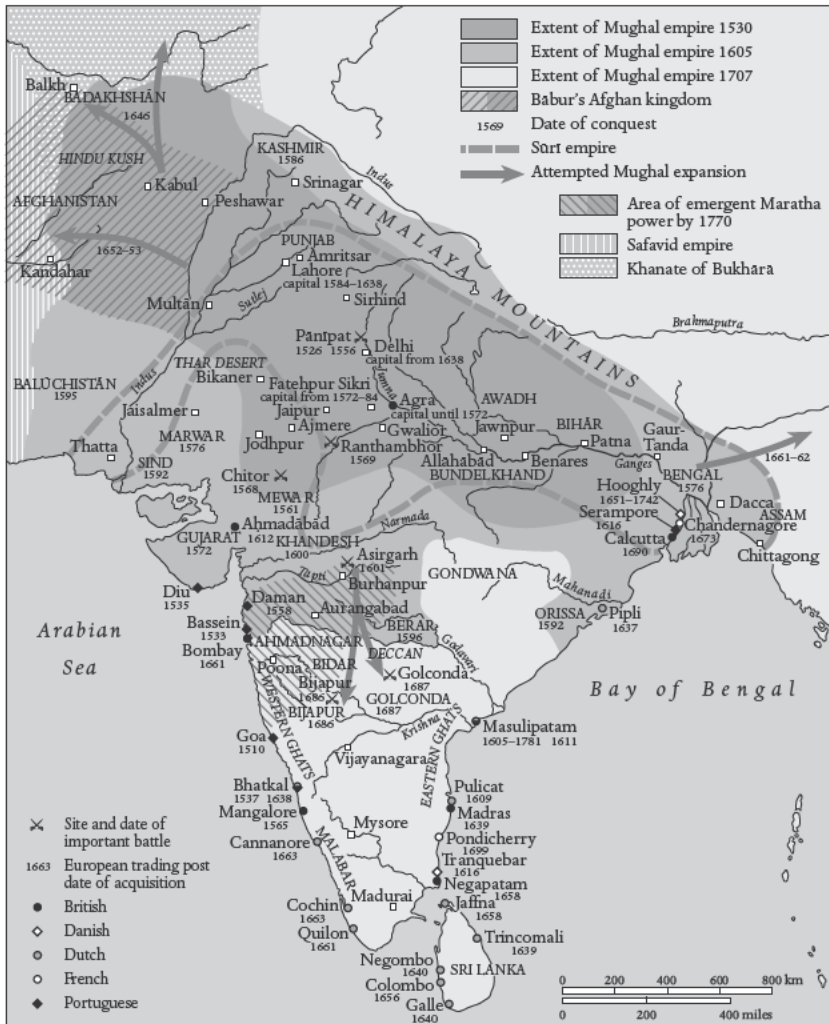 Extent of Mughal empire 1530
Extent of Mughal empire 1605
Extent of Mughal empire 1707
Bābur's Afghan kingdom
1569 Date of conquest
Sūrī empire
Attempted Mughal expansion
Area of emergent Maratha
power by 1770
Safavid empire
Khanate of Bukhārā
Balkh
BADAKHSHĀN
1646
HINDU KUSH
Kabul
AFGHANISTAN
Peshawar
KASHMIR
1586
Srinagar
Indus
HIMALAYA MOUNTAINS
1652–53
Kandahar
PUNJAB
Amritsar
Lahore
capital 1584–1638
Multān
Sutlej
Sirhind
Brahmaputra
Pānīpat
1526 1556
Delhi
capital from 1638
Jumna
BALŪCHISTĀN
1595
Indus
THAR DESERT
Bikaner
Fatehpur Sikri
capital from 1572–84
Agra
capital until 1572
AWADH
Jaisalmer
Jaipur
Ajmere
Gwalior
Jawnpur
BIHĀR
Patna
Gaur-
Tanda
MARWAR
1576
Jodhpur
Ranthambhor
1569
Allahābād
Benares
Ganges
BENGAL
1576
1661–62
Thatta
SIND
1592
Chitor
1568
BUNDELKHAND
MEWAR
1561
Hooghly
1651–1742
Serampore
1616
Dacca
ASSAM
Chandernagore
1673
Calcutta
1690
Chittagong
Aḥmadābād
1612
GUJARAT
1572
KHANDESH
1600
Narmada
Asirgarh
1601
Tapti
Burhanpur
GONDWANA
Mahanadi
Diu
1535
Daman
1558
Aurangabad
BERAR
1596
ORISSA
1592
Pipli
1637
Arabian
Sea
Bassein
1533
Bombay
1661
AHMADNAGAR
DECCAN
Godavari
Poona
BIDAR
Golconda
1687
Bijapur
1686
GOLCONDA
1687
BIJAPUR
1686
Bay of Bengal
WESTERN GHATS
Krishna
EASTERN GHATS
Masulipatam
1605–1781 1611
Goa
1510
Vijayanagara
Bhatkal
1537 1638
Pulicat
1609
Mangalore
1565
Madras
1639
Mysore
Cannanore
1663
MALABAR
Pondicherry
1699
Tranquebar
1616
Negapatam
1658
Madurai
Cochin
1663
Jaffna
1658
Quilon
1661
Trincomali
1639
Negombo
1640
SRI LANKA
Colombo
1656
Galle
1640
Site and date of
important battle
1663 European trading post
date of acquisition
British
Danish
Dutch
French
Portuguese
0 200 400 600 800 km
0 200 400 miles